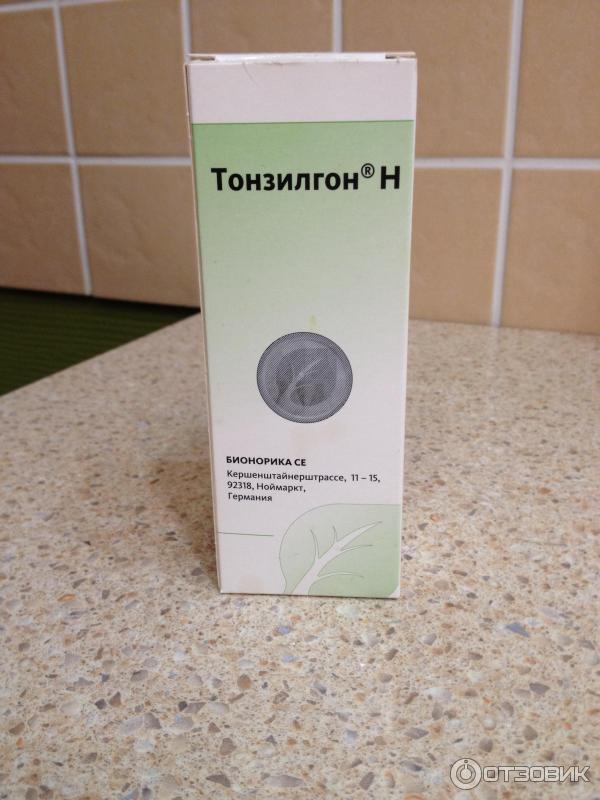 Тонзилгон® Н
БИОНОРИКА СЕ
Кершенштайнерштрассе, 11 – 15,
92318, Ноймаркт,
Германия
ОТЗОВИК